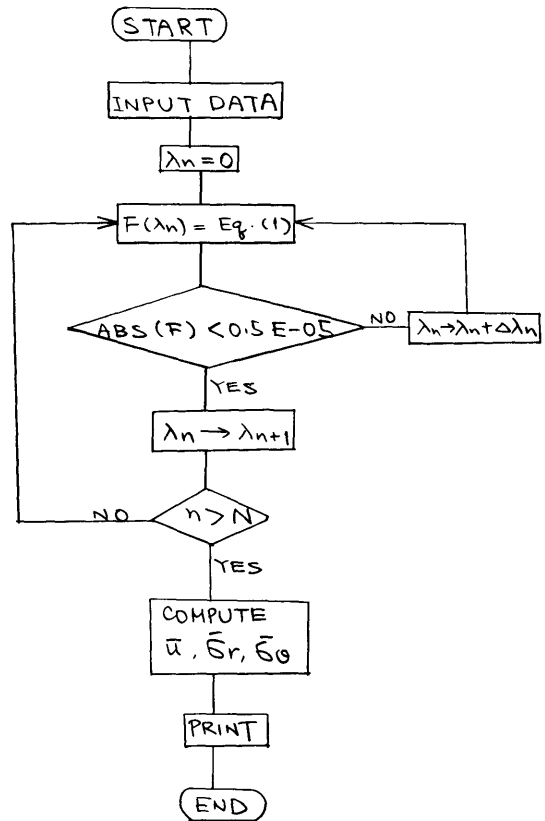 START
INPUT DATA
λn = 0
F(λn) = Eq. (1)
ABS (F) < 0.5 E-05
NO
λn→λn+Δλn
YES
λn → λn+1
NO
n > N
YES
COMPUTE
ū, σ̄r, σ̄θ
PRINT
END